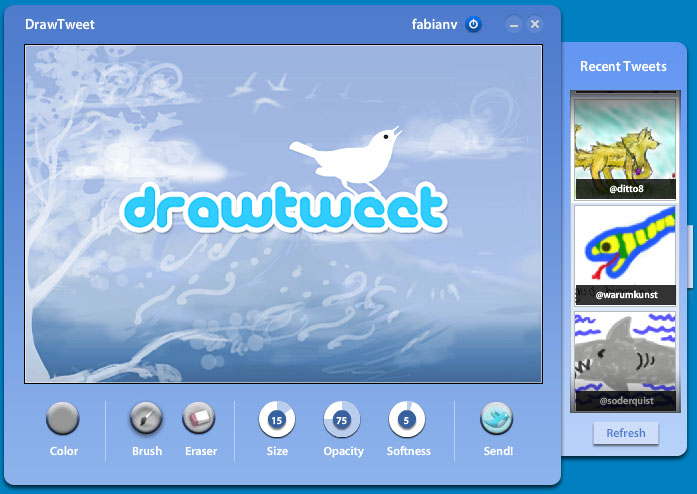 DrawTweet
fabianv
drawtweet
Color
Brush
Eraser
15
Size
75
Opacity
5
Softness
Send!
Recent Tweets
@ditto8
@warumkunst
@soderquist
Refresh